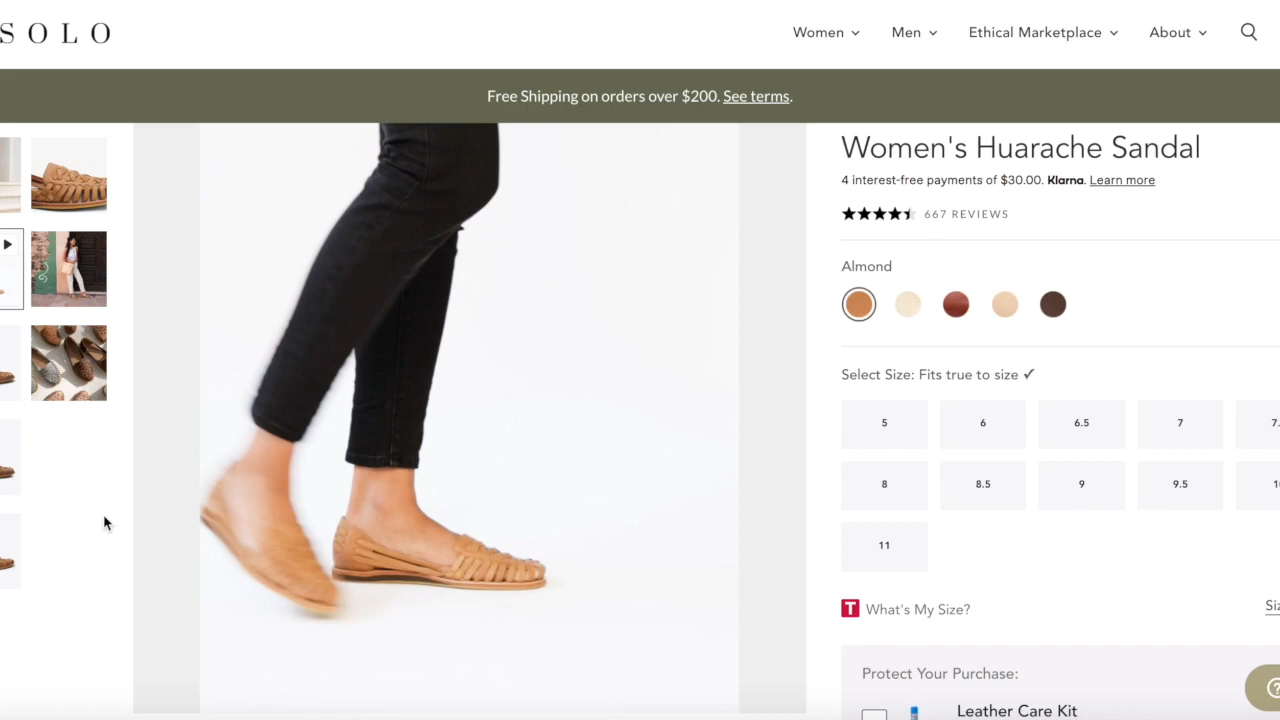 SOLO
Women
Men
Ethical Marketplace
About
Free Shipping on orders over $200. See terms.
Women's Huarache Sandal
4 interest-free payments of $30.00. Klarna. Learn more
667 REVIEWS
Almond
Select Size: Fits true to size ✓
5 6 6.5 7
8 8.5 9 9.5
11
T What's My Size?
Protect Your Purchase:
Leather Care Kit